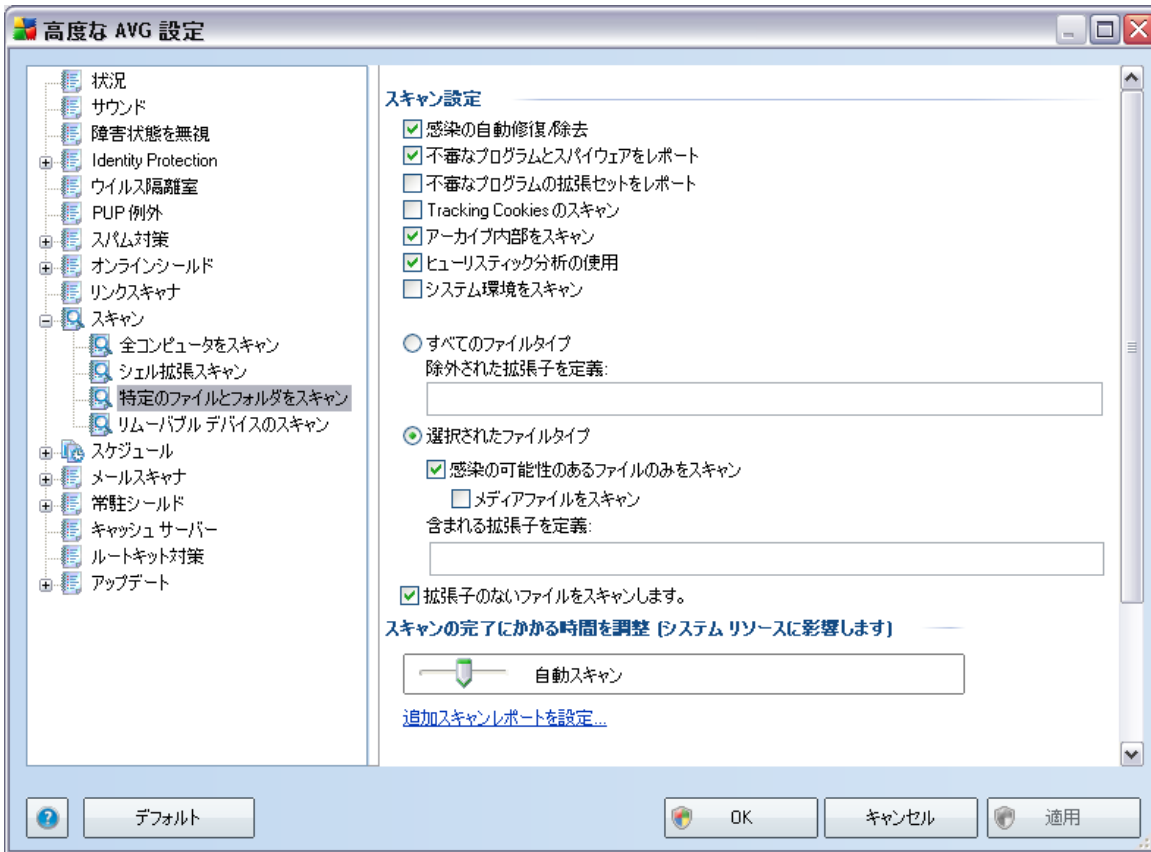 高度な AVG 設定
状況
サウンド
障害状態を無視
Identity Protection
ウイルス隔離室
PUP 例外
スパム対策
オンラインシールド
リンクスキャナ
スキャン
全コンピュータをスキャン
シェル拡張スキャン
特定のファイルとフォルダをスキャン
リムーバブル デバイスのスキャン
スケジュール
メールスキャナ
常駐シールド
キャッシュ サーバー
ルートキット対策
アップデート
スキャン設定
感染の自動修復/除去
不審なプログラムとスパイウェアをレポート
不審なプログラムの拡張セットをレポート
Tracking Cookies のスキャン
アーカイブ内部をスキャン
ヒューリスティック分析の使用
システム環境をスキャン
すべてのファイルタイプ
除外された拡張子を定義:
選択されたファイルタイプ
感染の可能性のあるファイルのみをスキャン
メディアファイルをスキャン
含まれる拡張子を定義:
拡張子のないファイルをスキャンします。
スキャンの完了にかかる時間を調整 (システム リソースに影響します)
自動スキャン
追加スキャンレポートを設定...
デフォルト
OK
キャンセル
適用